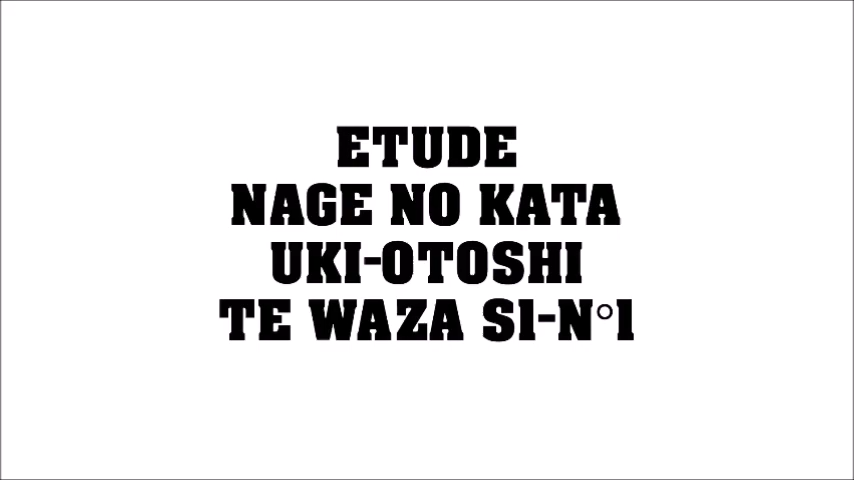 ETUDE
NAGE NO KATA
UKI-OTOSHI
TE WAZA S1-N°1